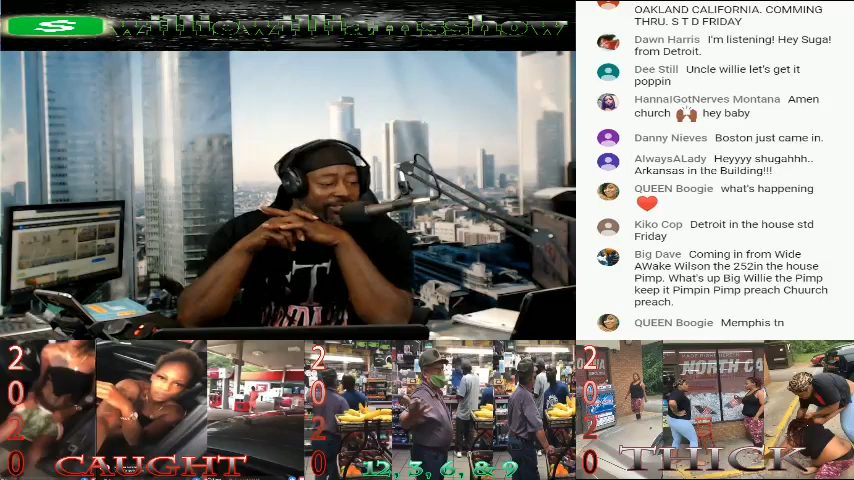 $ williowilliamsshow
OAKLAND CALIFORNIA. COMMING
THRU. S T D FRIDAY
Dawn Harris I'm listening! Hey Suga!
from Detroit.
Dee Still Uncle willie let's get it
poppin
HannaIGotNerves Montana Amen
church 🙌🏾 hey baby
Danny Nieves Boston just came in.
AlwaysALady Heyyyy shugahhh..
Arkansas in the Building!!!
QUEEN Boogie what's happening
❤️
Kiko Cop Detroit in the house std
Friday
Big Dave Coming in from Wide
AWake Wilson the 252in the house
Pimp. What's up Big Willie the Pimp
keep it Pimpin Pimp preach Chuurch
preach.
QUEEN Boogie Memphis tn
2020
CAUGHT
2020
12, 3, 6, & 9
2020
NORTH CA
THICK